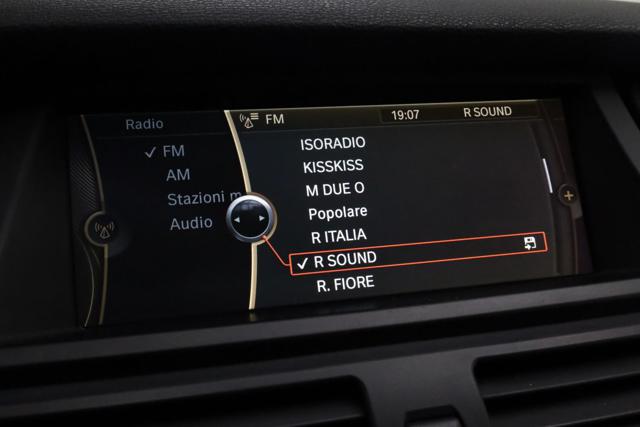 Radio
FM
AM
Stazioni m
Audio
FM 19:07 R SOUND
ISORADIO
KISSKISS
M DUE O
Popolare
R ITALIA
R SOUND
R. FIORE